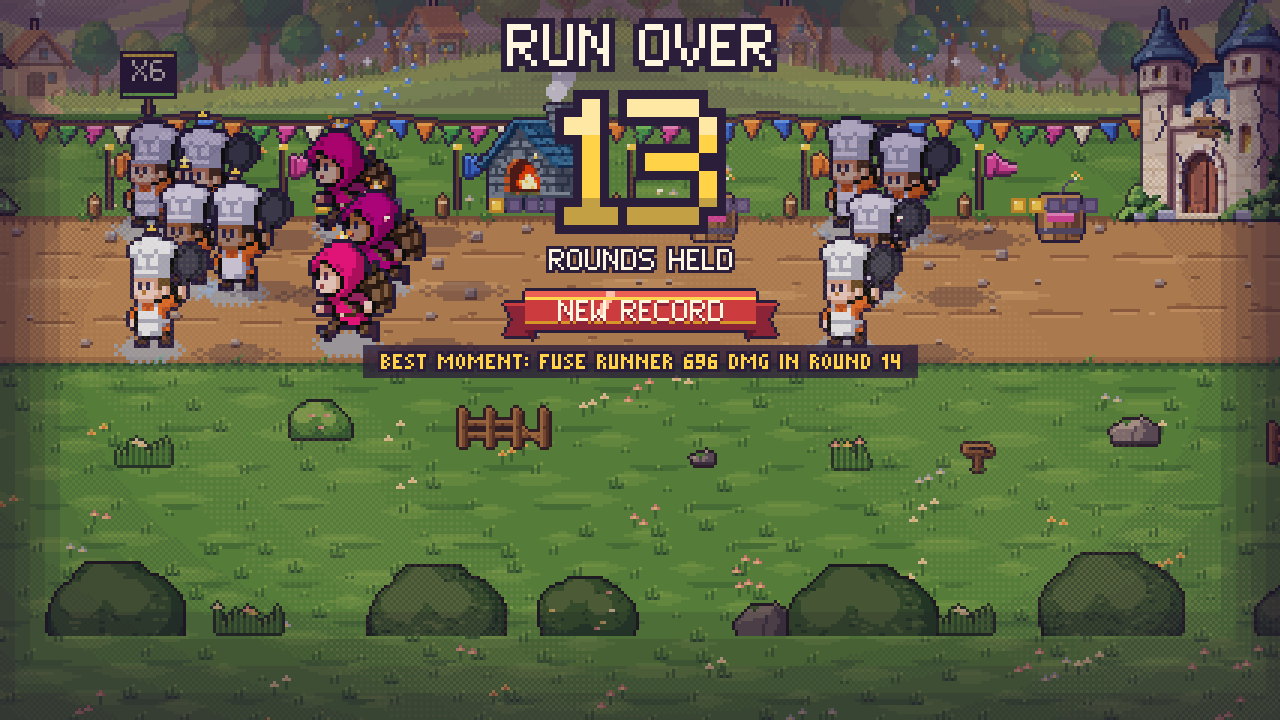 RUN OVER
X6
13
ROUNDS HELD
NEW RECORD
BEST MOMENT: FUSE RUNNER 696 DMG IN ROUND 14